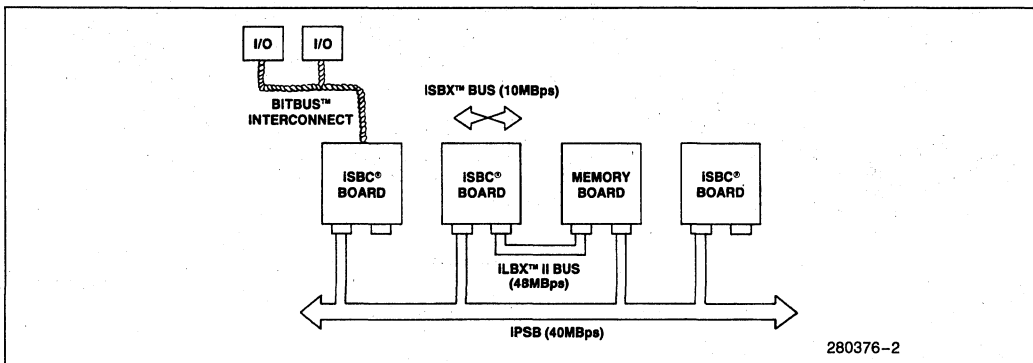 I/O
I/O
BITBUS™
INTERCONNECT
iSBX™ BUS (10MBps)
iSBC®
BOARD
iSBC®
BOARD
MEMORY
BOARD
iSBC®
BOARD
iLBX™ II BUS
(48MBps)
iPSB (40MBps)
280376–2